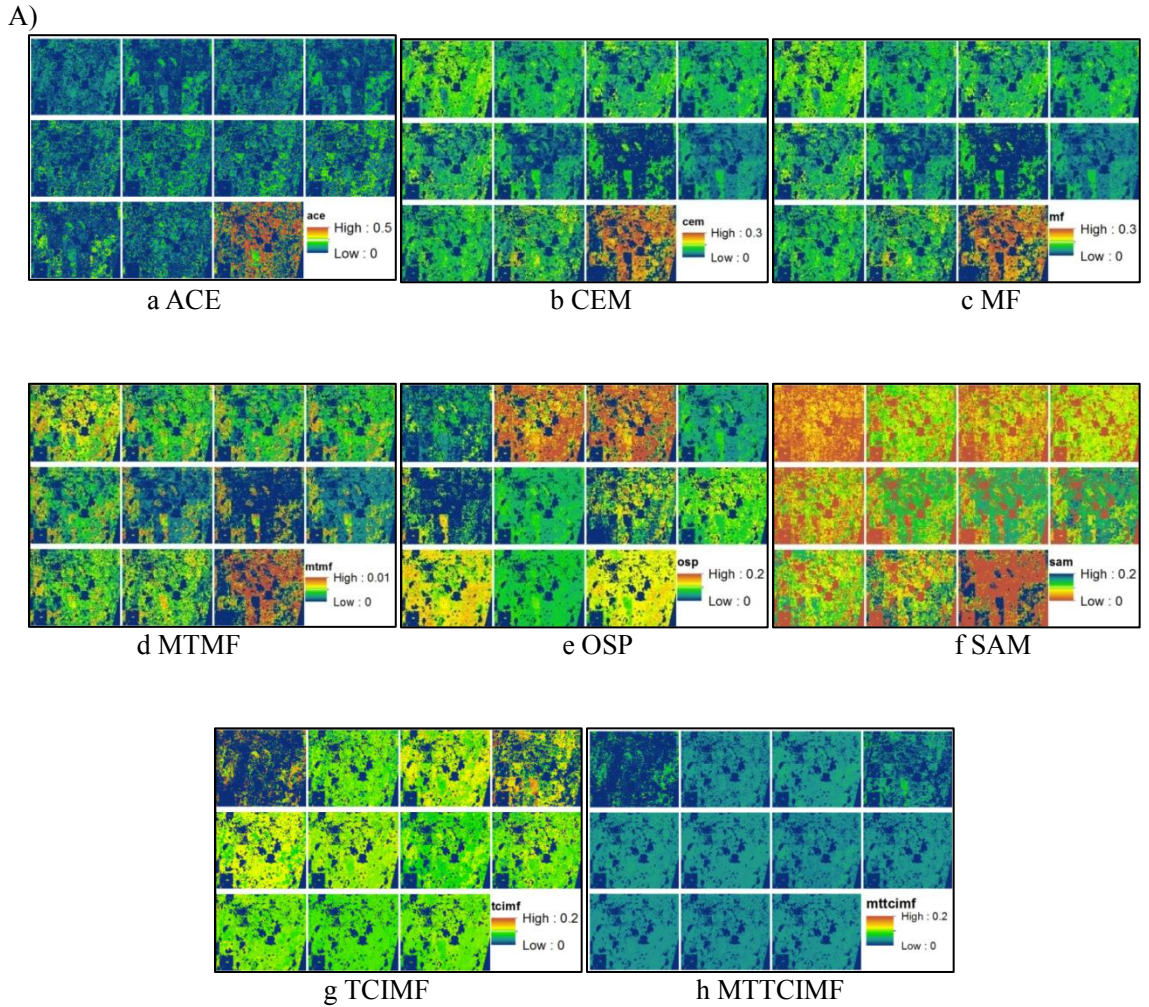 A)
ace
High : 0.5
Low : 0
cem
High : 0.3
Low : 0
mf
High : 0.3
Low : 0
a ACE
b CEM
c MF
mtmf
High : 0.01
Low : 0
osp
High : 0.2
Low : 0
sam
High : 0.2
Low : 0
d MTMF
e OSP
f SAM
tcimf
High : 0.2
Low : 0
mttcimf
High : 0.2
Low : 0
g TCIMF
h MTTCIMF